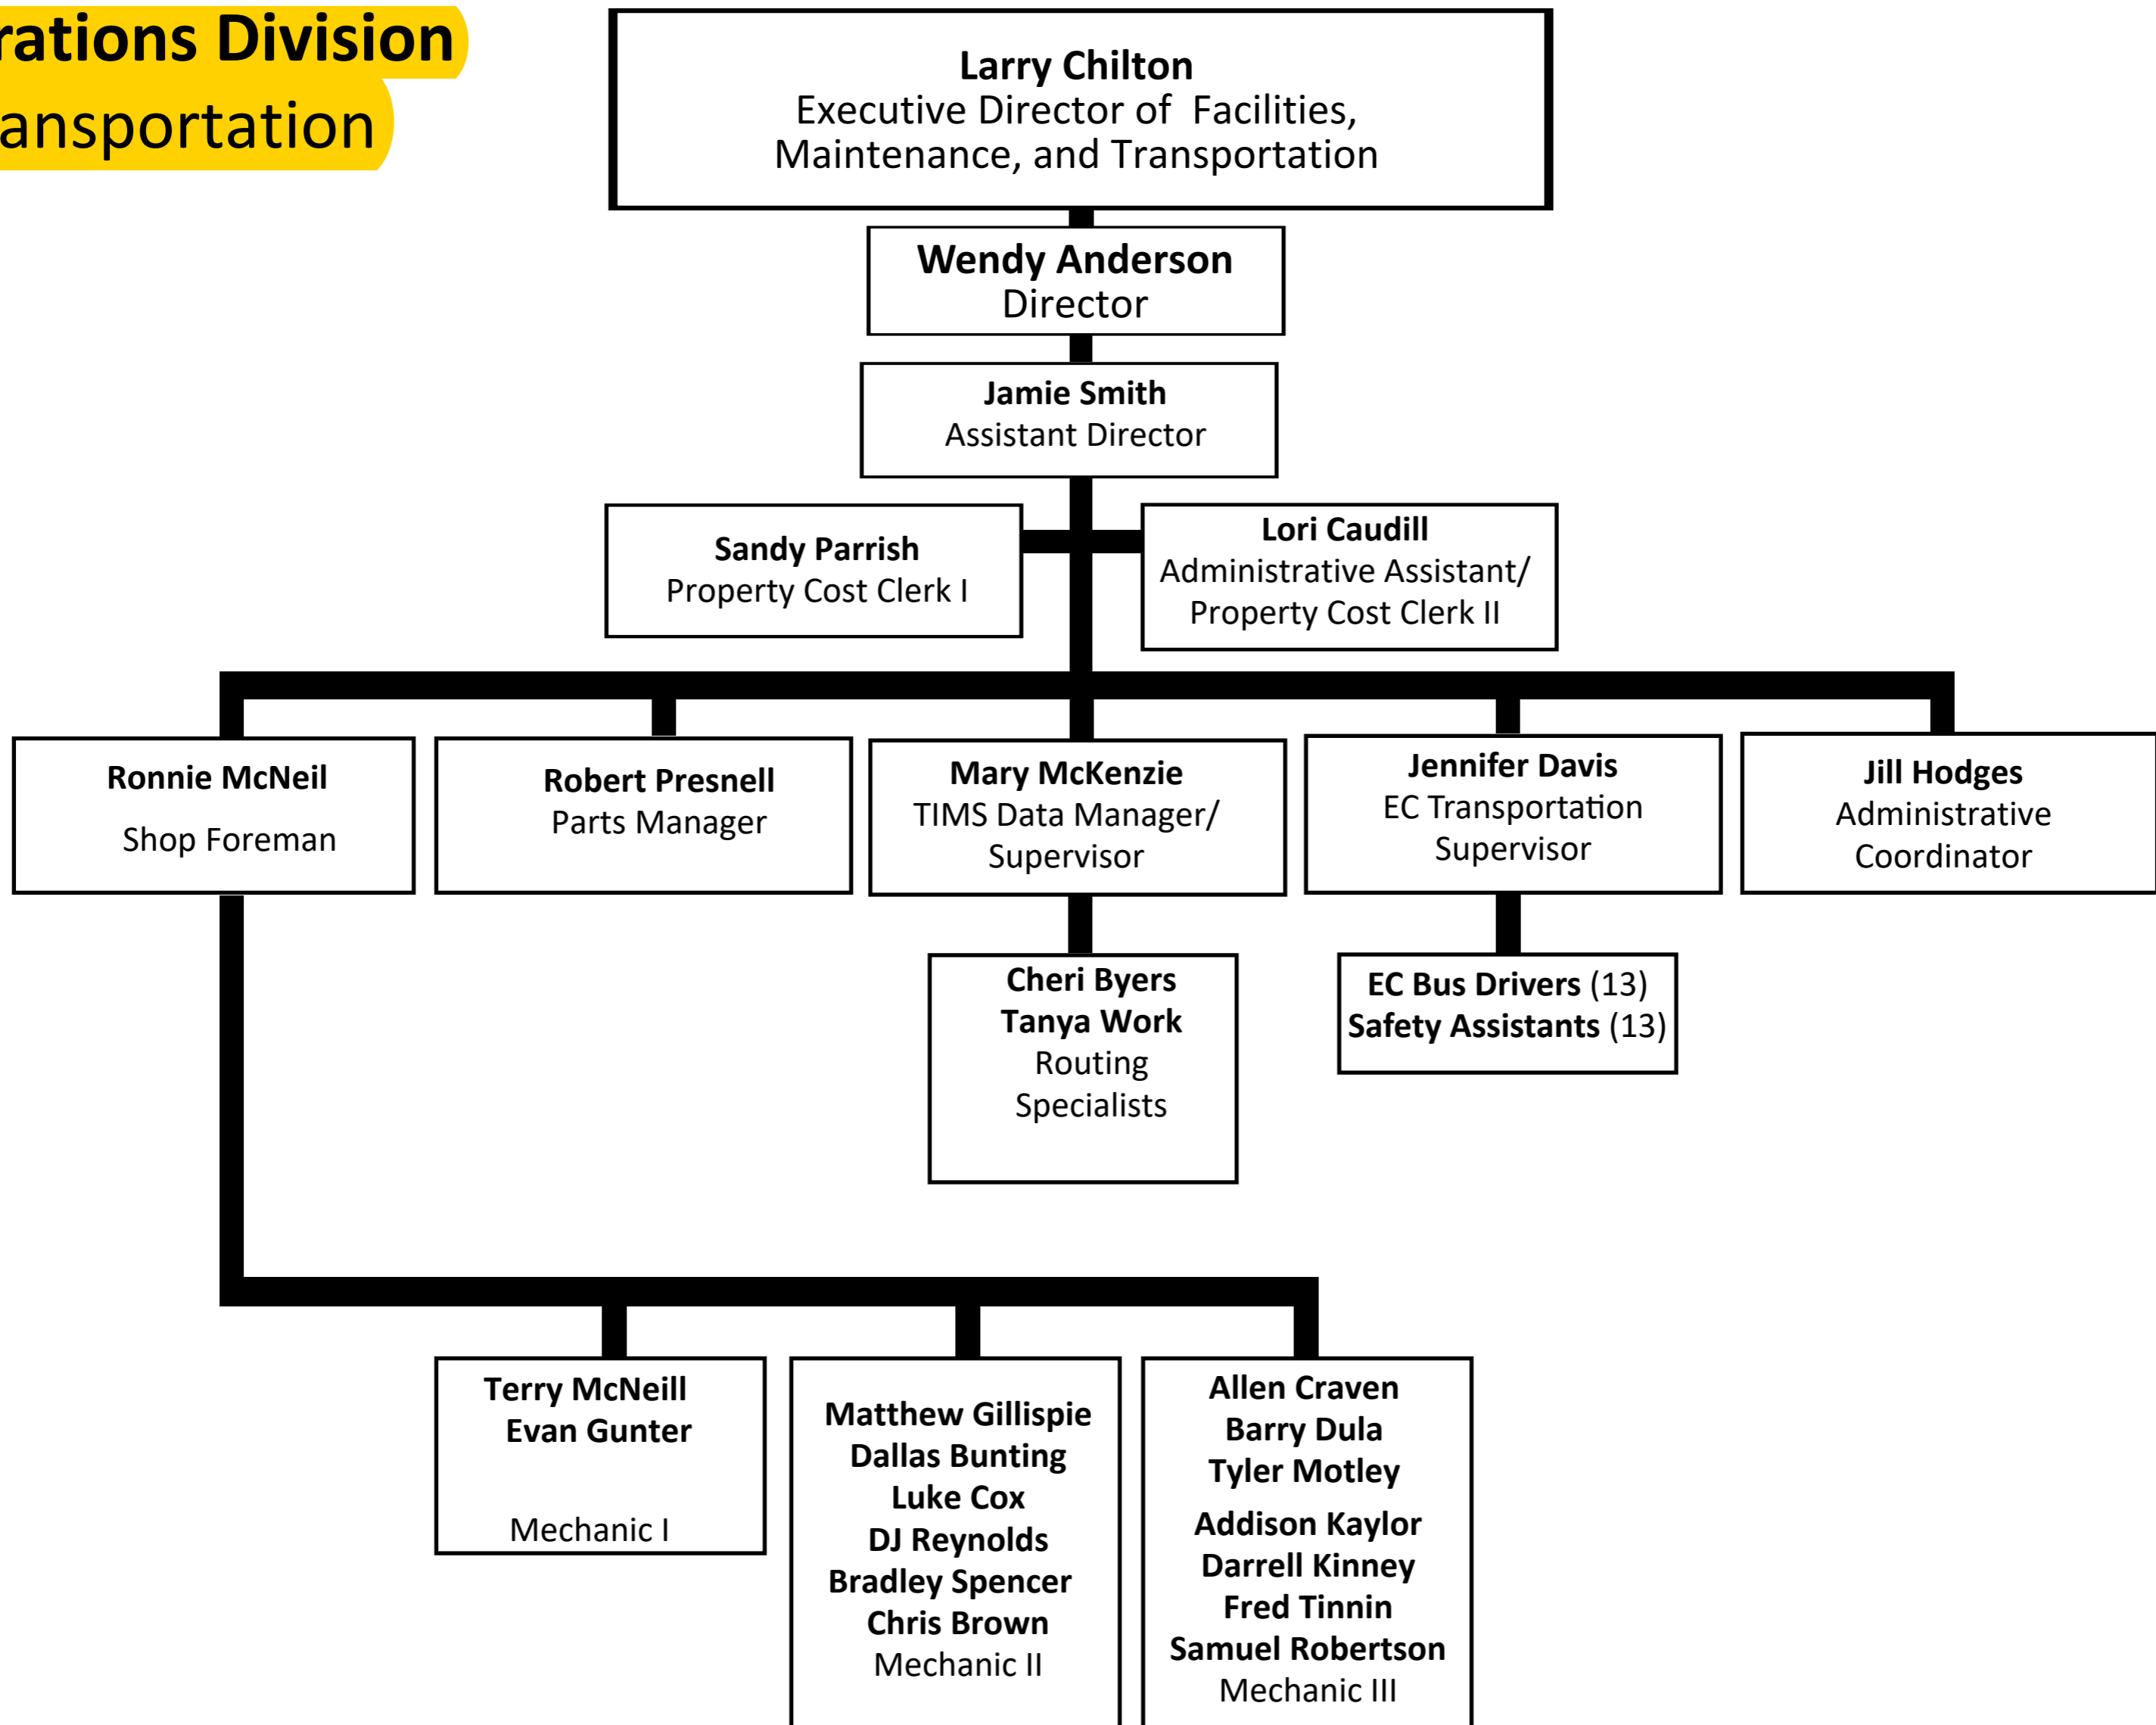 rations Division
ansportation
Larry Chilton
Executive Director of Facilities,
Maintenance, and Transportation
Wendy Anderson
Director
Jamie Smith
Assistant Director
Sandy Parrish
Property Cost Clerk I
Lori Caudill
Administrative Assistant/
Property Cost Clerk II
Ronnie McNeil
Shop Foreman
Robert Presnell
Parts Manager
Mary McKenzie
TIMS Data Manager/
Supervisor
Jennifer Davis
EC Transportation
Supervisor
Jill Hodges
Administrative
Coordinator
Cheri Byers
Tanya Work
Routing
Specialists
EC Bus Drivers (13)
Safety Assistants (13)
Terry McNeill
Evan Gunter
Mechanic I
Matthew Gillispie
Dallas Bunting
Luke Cox
DJ Reynolds
Bradley Spencer
Chris Brown
Mechanic II
Allen Craven
Barry Dula
Tyler Motley
Addison Kaylor
Darrell Kinney
Fred Tinnin
Samuel Robertson
Mechanic III